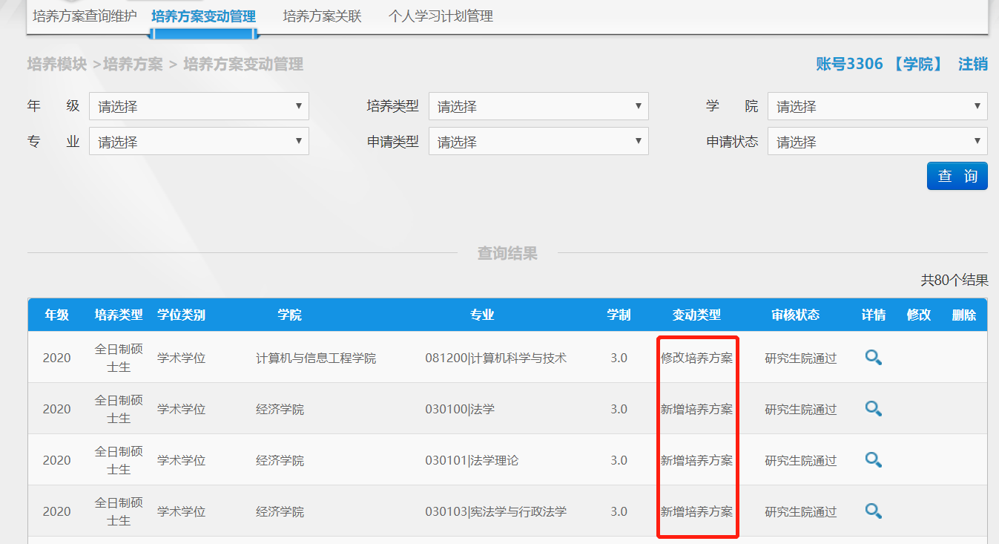 培养方案查询维护 培养方案变动管理 培养方案关联 个人学习计划管理
培养模块 >培养方案 > 培养方案变动管理 账号3306 【学院】 注销
年 级 请选择 培养类型 请选择 学 院 请选择
专 业 请选择 申请类型 请选择 申请状态 请选择
查 询
查询结果
共80个结果
年级 培养类型 学位类别 学院 专业 学制 变动类型 审核状态 详情 修改 删除
2020 全日制硕士生 学术学位 计算机与信息工程学院 081200|计算机科学与技术 3.0 修改培养方案 研究生院通过
2020 全日制硕士生 学术学位 经济学院 030100|法学 3.0 新增培养方案 研究生院通过
2020 全日制硕士生 学术学位 经济学院 030101|法学理论 3.0 新增培养方案 研究生院通过
2020 全日制硕士生 学术学位 经济学院 030103|宪法学与行政法学 3.0 新增培养方案 研究生院通过